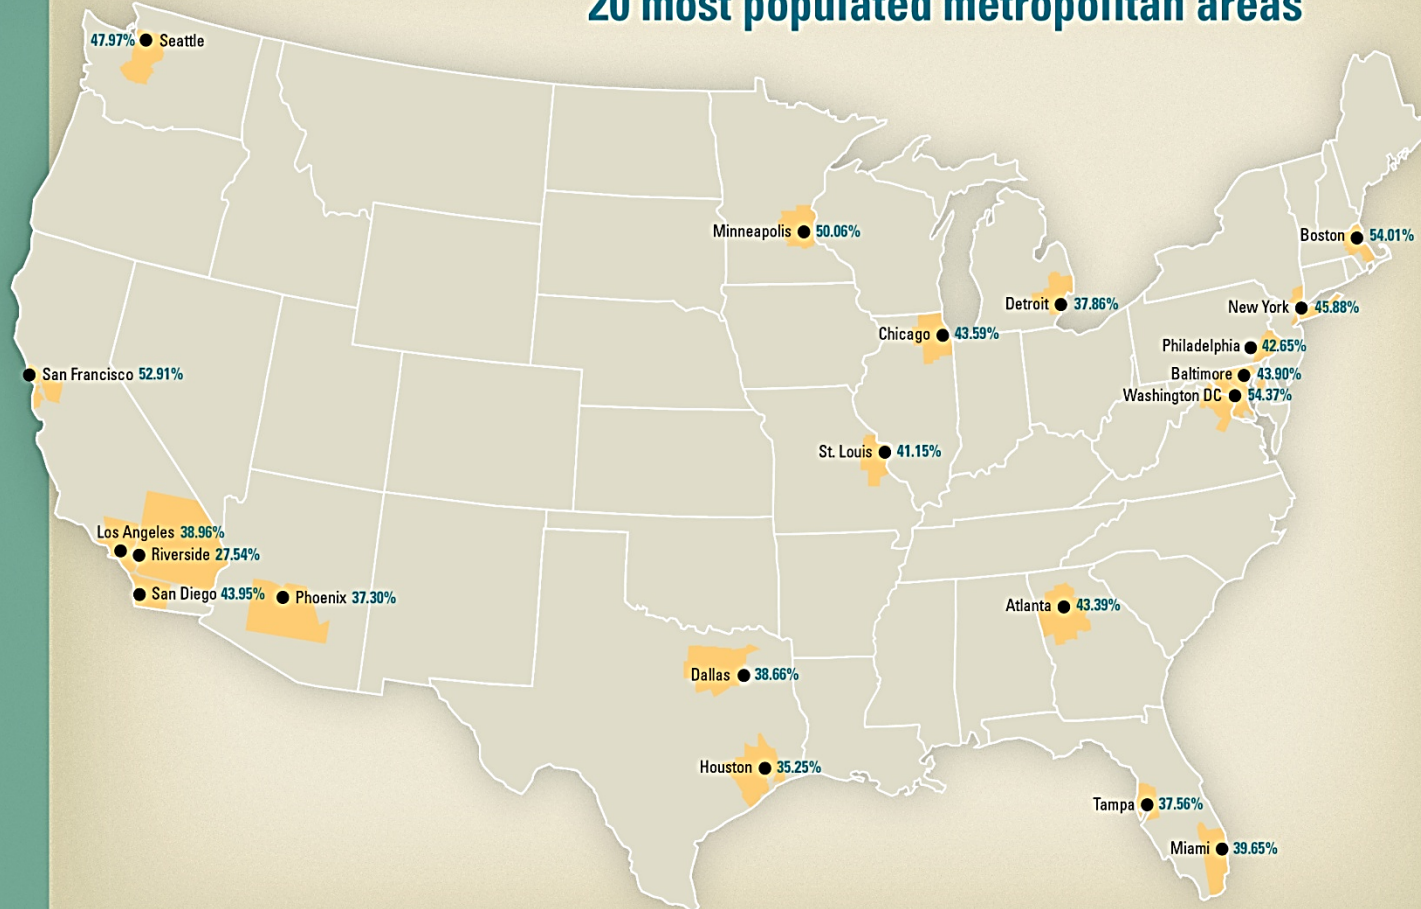 20 most populated metropolitan areas
47.97% Seattle
Minneapolis 50.06%
Boston 54.01%
Detroit 37.86%
New York 45.88%
Chicago 43.59%
Philadelphia 42.65%
San Francisco 52.91%
Baltimore 43.90%
Washington DC 54.37%
St. Louis 41.15%
Los Angeles 38.96%
Riverside 27.54%
San Diego 43.95%
Phoenix 37.30%
Atlanta 43.39%
Dallas 38.66%
Houston 35.25%
Tampa 37.56%
Miami 39.65%